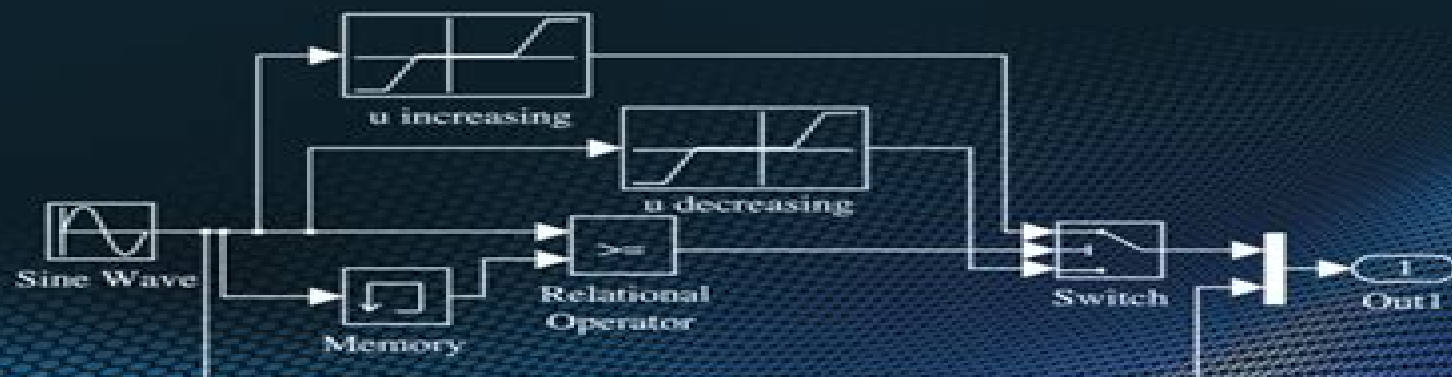 u increasing
u decreasing
Sine Wave
>=
Relational
Operator
Memory
Switch
1
Out1